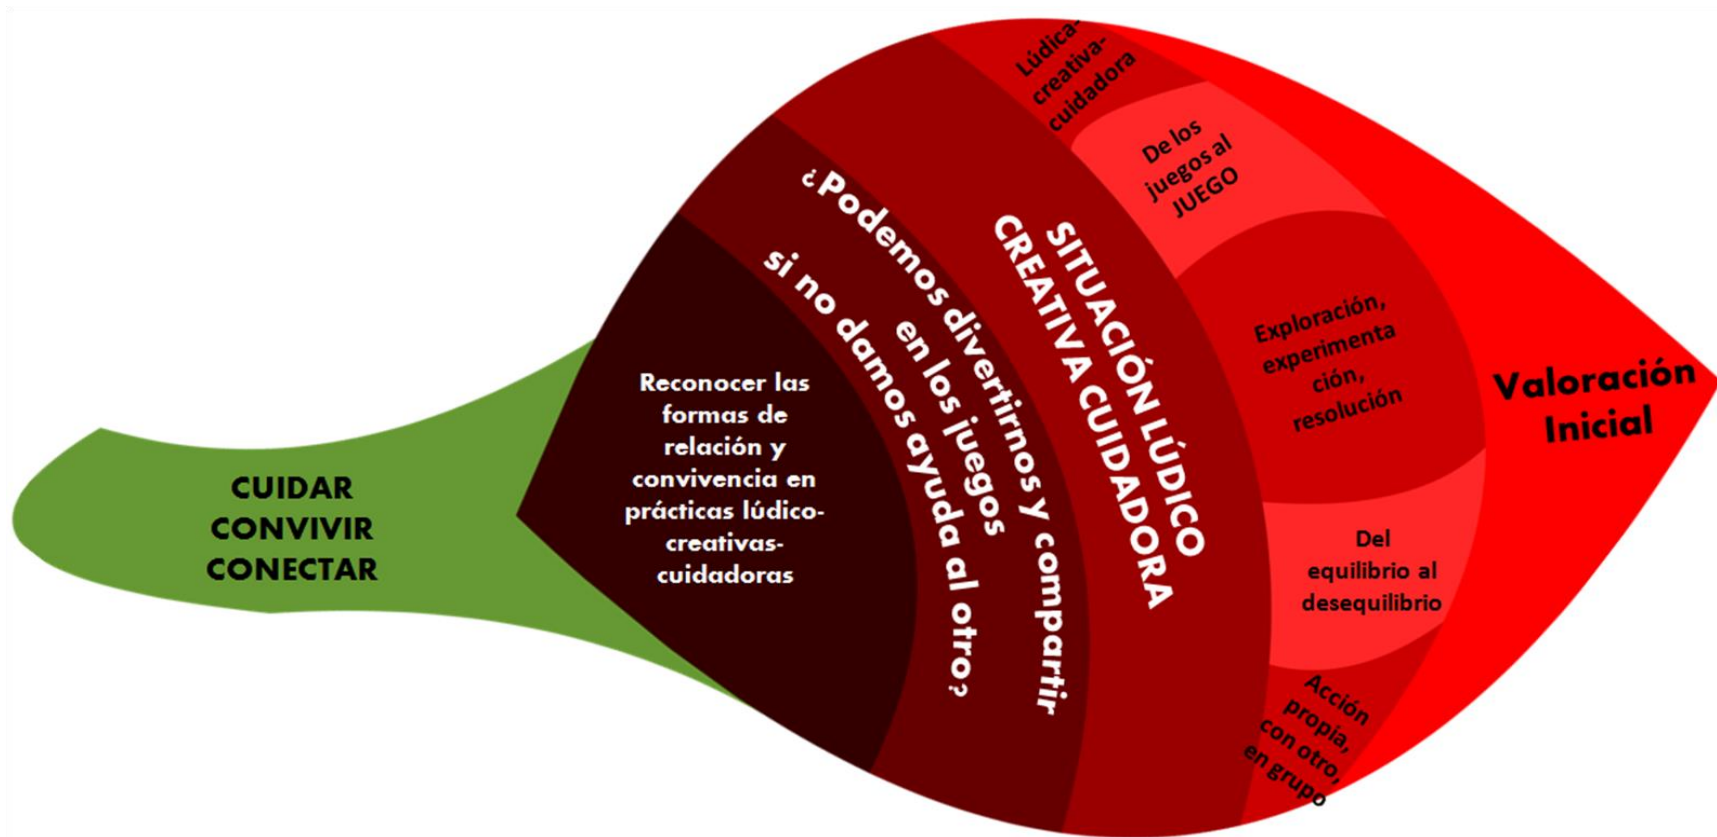 CUIDAR
CONVIVIR
CONECTAR
Reconocer las
formas de
relación y
convivencia en
prácticas lúdico-
creativas-
cuidadoras
¿Podemos divertirnos y compartir
en los juegos
si no damos ayuda al otro?
SITUACIÓN LÚDICO
CREATIVA CUIDADORA
Lúdica-
creativa-
cuidadora
De los
juegos al
JUEGO
Exploración,
experimenta
ción,
resolución
Del
equilibrio al
desequilibrio
Acción
propia,
con otro,
en grupo
Valoración
Inicial